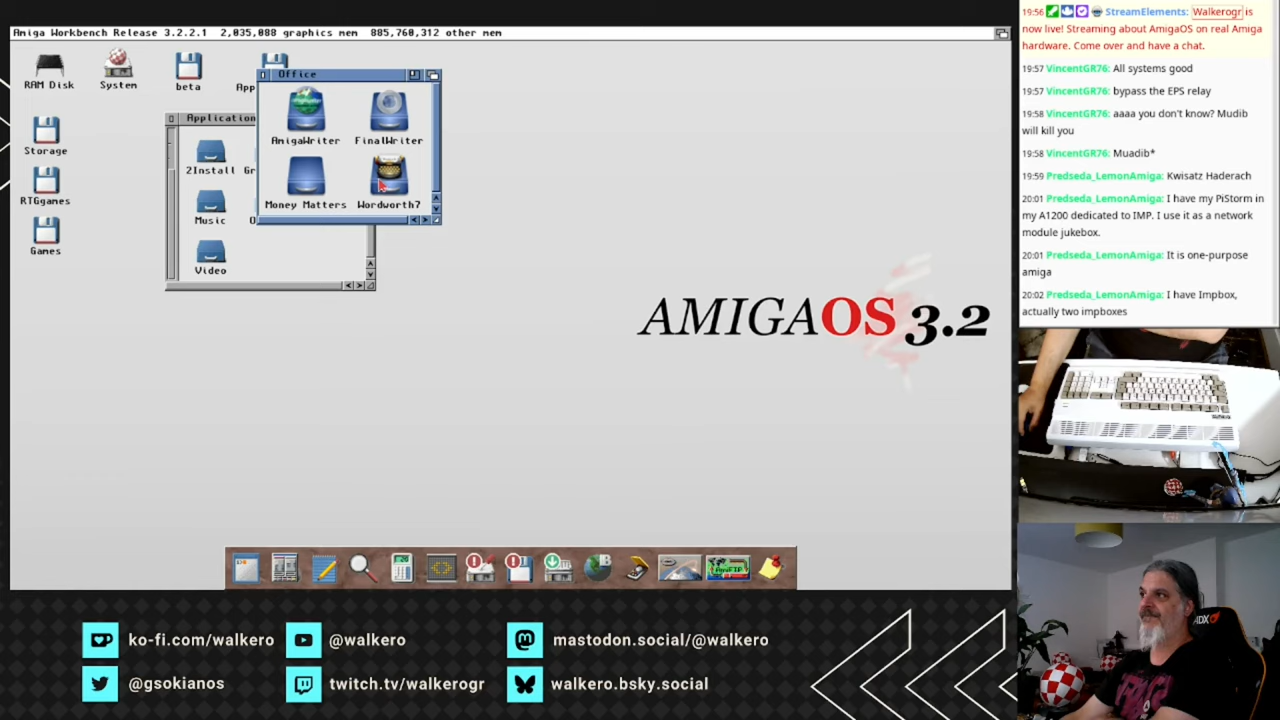 Amiga Workbench Release 3.2.2.1  2,035,088 graphics mem  885,760,312 other mem
RAM Disk
System
beta
App
Storage
RTGgames
Games
Application
2Install
Gr
Music
Video
Office
AmigaWriter
FinalWriter
Money Matters
Wordworth7
AMIGAOS 3.2
AmiFTP
ko-fi.com/walkero
@walkero
mastodon.social/@walkero
@gsokianos
twitch.tv/walkerogr
walkero.bsky.social
19:56 StreamElements: Walkerogr is
now live! Streaming about AmigaOS on real Amiga
hardware. Come over and have a chat.
19:57 VincentGR76: All systems good
19:57 VincentGR76: bypass the EPS relay
19:58 VincentGR76: aaaa you don't know? Mudib
will kill you
19:58 VincentGR76: Muadib*
19:59 Predseda_LemonAmiga: Kwisatz Haderach
20:01 Predseda_LemonAmiga: I have my PiStorm in
my A1200 dedicated to IMP. I use it as a network
module jukebox.
20:01 Predseda_LemonAmiga: It is one-purpose
amiga
20:02 Predseda_LemonAmiga: I have Impbox,
actually two impboxes
ADX